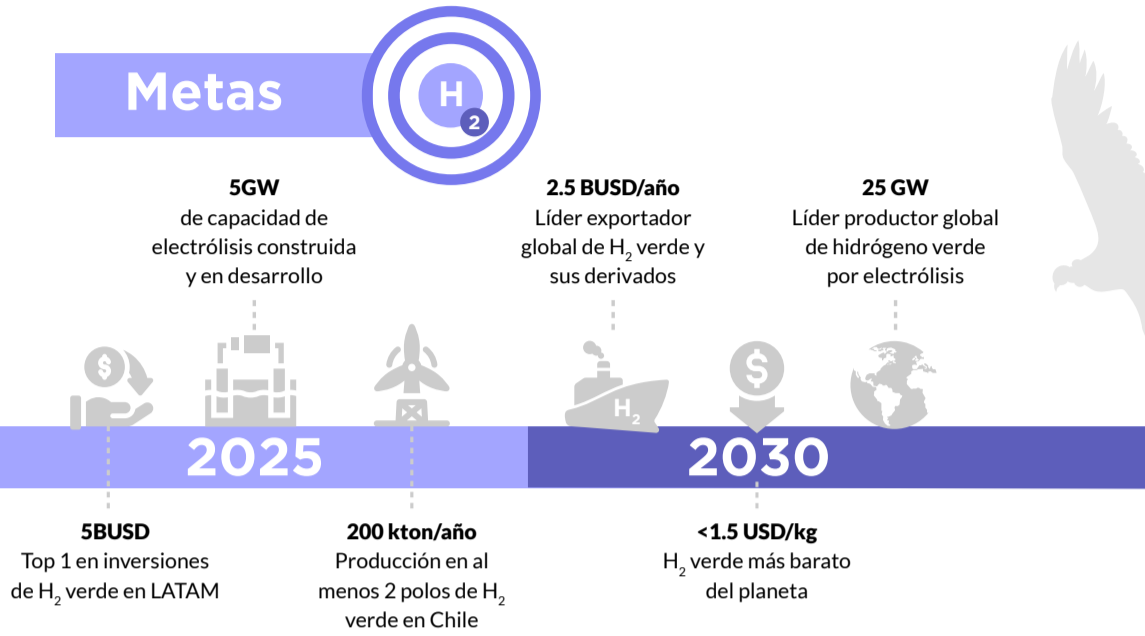 Metas
H
2
5GW
de capacidad de
electrólisis construida
y en desarrollo
2.5 BUSD/año
Líder exportador
global de H₂ verde y
sus derivados
25 GW
Líder productor global
de hidrógeno verde
por electrólisis
$
$
H₂
2025
2030
5BUSD
Top 1 en inversiones
de H₂ verde en LATAM
200 kton/año
Producción en al
menos 2 polos de H₂
verde en Chile
<1.5 USD/kg
H₂ verde más barato
del planeta